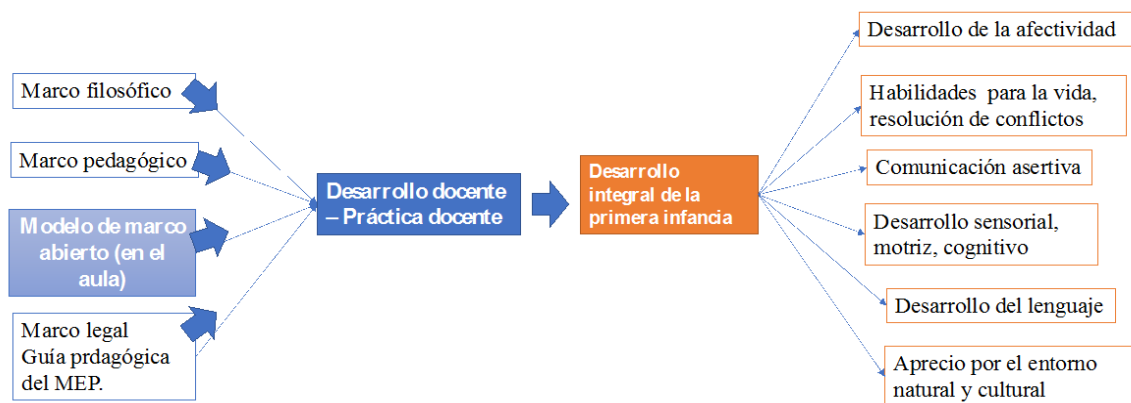 Marco filosófico
Marco pedagógico
Modelo de marco
abierto (en el
aula)
Marco legal
Guía prdagógica
del MEP.
Desarrollo docente
– Práctica docente
Desarrollo
integral de la
primera infancia
Desarrollo de la afectividad
Habilidades para la vida,
resolución de conflictos
Comunicación asertiva
Desarrollo sensorial,
motriz, cognitivo
Desarrollo del lenguaje
Aprecio por el entorno
natural y cultural